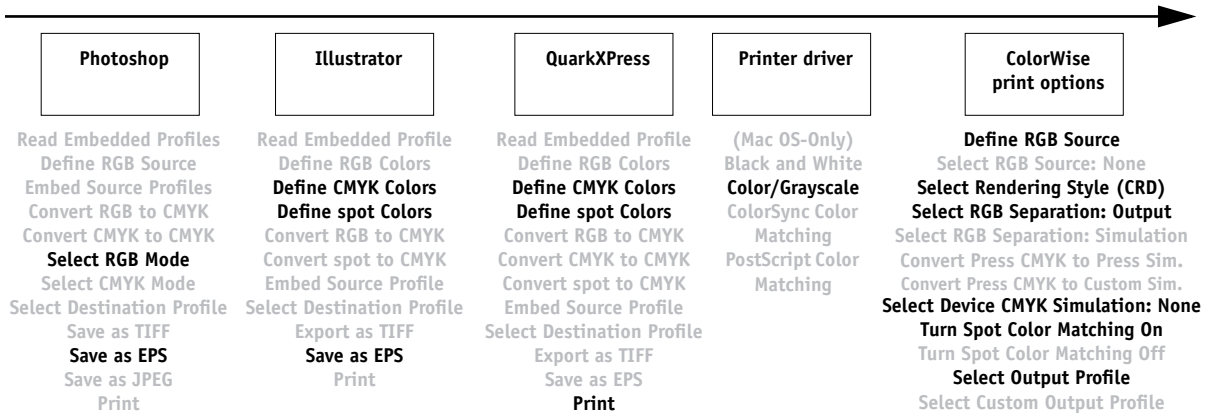 Photoshop
Read Embedded Profiles
Define RGB Source
Embed Source Profiles
Convert RGB to CMYK
Convert CMYK to CMYK
Select RGB Mode
Select CMYK Mode
Select Destination Profile
Save as TIFF
Save as EPS
Save as JPEG
Print
Illustrator
Read Embedded Profile
Define RGB Colors
Define CMYK Colors
Define spot Colors
Convert RGB to CMYK
Convert spot to CMYK
Embed Source Profile
Select Destination Profile
Export as TIFF
Save as EPS
Print
QuarkXPress
Read Embedded Profile
Define RGB Colors
Define CMYK Colors
Define spot Colors
Convert RGB to CMYK
Convert CMYK to CMYK
Convert spot to CMYK
Embed Source Profile
Select Destination Profile
Export as TIFF
Save as EPS
Print
Printer driver
(Mac OS-Only)
Black and White
Color/Grayscale
ColorSync Color
Matching
PostScript Color
Matching
ColorWise
print options
Define RGB Source
Select RGB Source: None
Select Rendering Style (CRD)
Select RGB Separation: Output
Select RGB Separation: Simulation
Convert Press CMYK to Press Sim.
Convert Press CMYK to Custom Sim.
Select Device CMYK Simulation: None
Turn Spot Color Matching On
Turn Spot Color Matching Off
Select Output Profile
Select Custom Output Profile